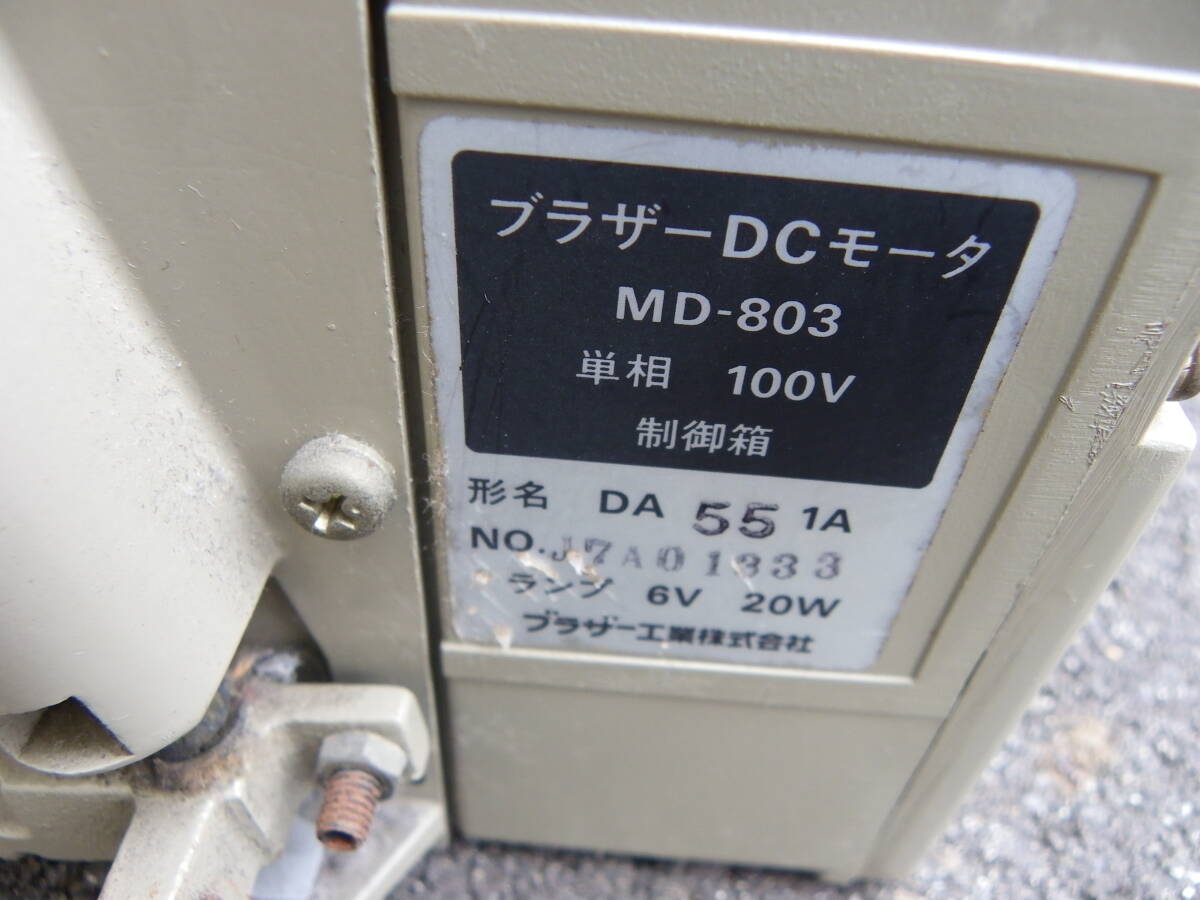 ブラザーDCモータ
MD-803
単相 100V
制御箱
形名 DA 55 1A
NO. J7A01333
ランプ 6V 20W
ブラザー工業株式会社